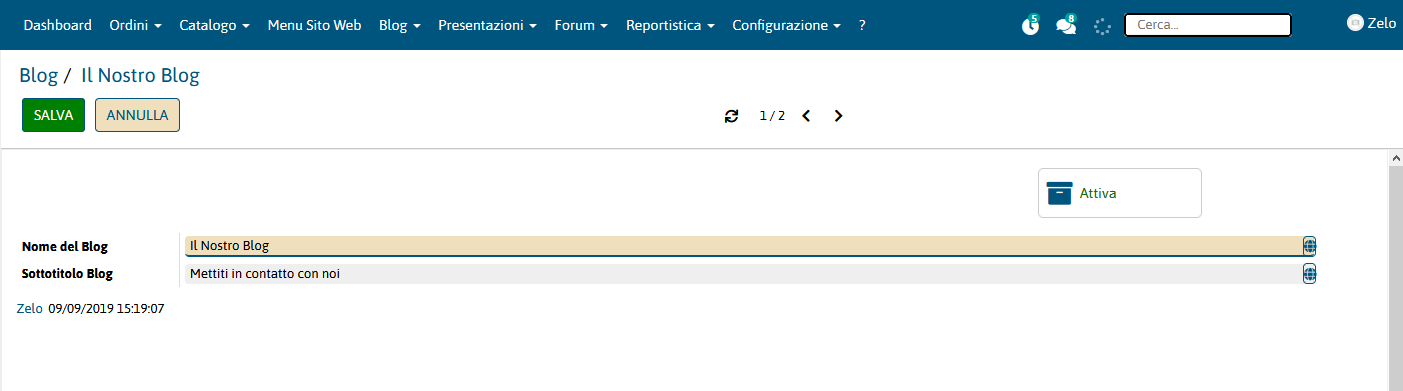 Dashboard Ordini Catalogo Menu Sito Web Blog Presentazioni Forum Reportistica Configurazione ? 5 8 Cerca... Zelo
Blog / Il Nostro Blog
SALVA ANNULLA 1 / 2
Attiva
Nome del Blog Il Nostro Blog
Sottotitolo Blog Mettiti in contatto con noi
Zelo 09/09/2019 15:19:07